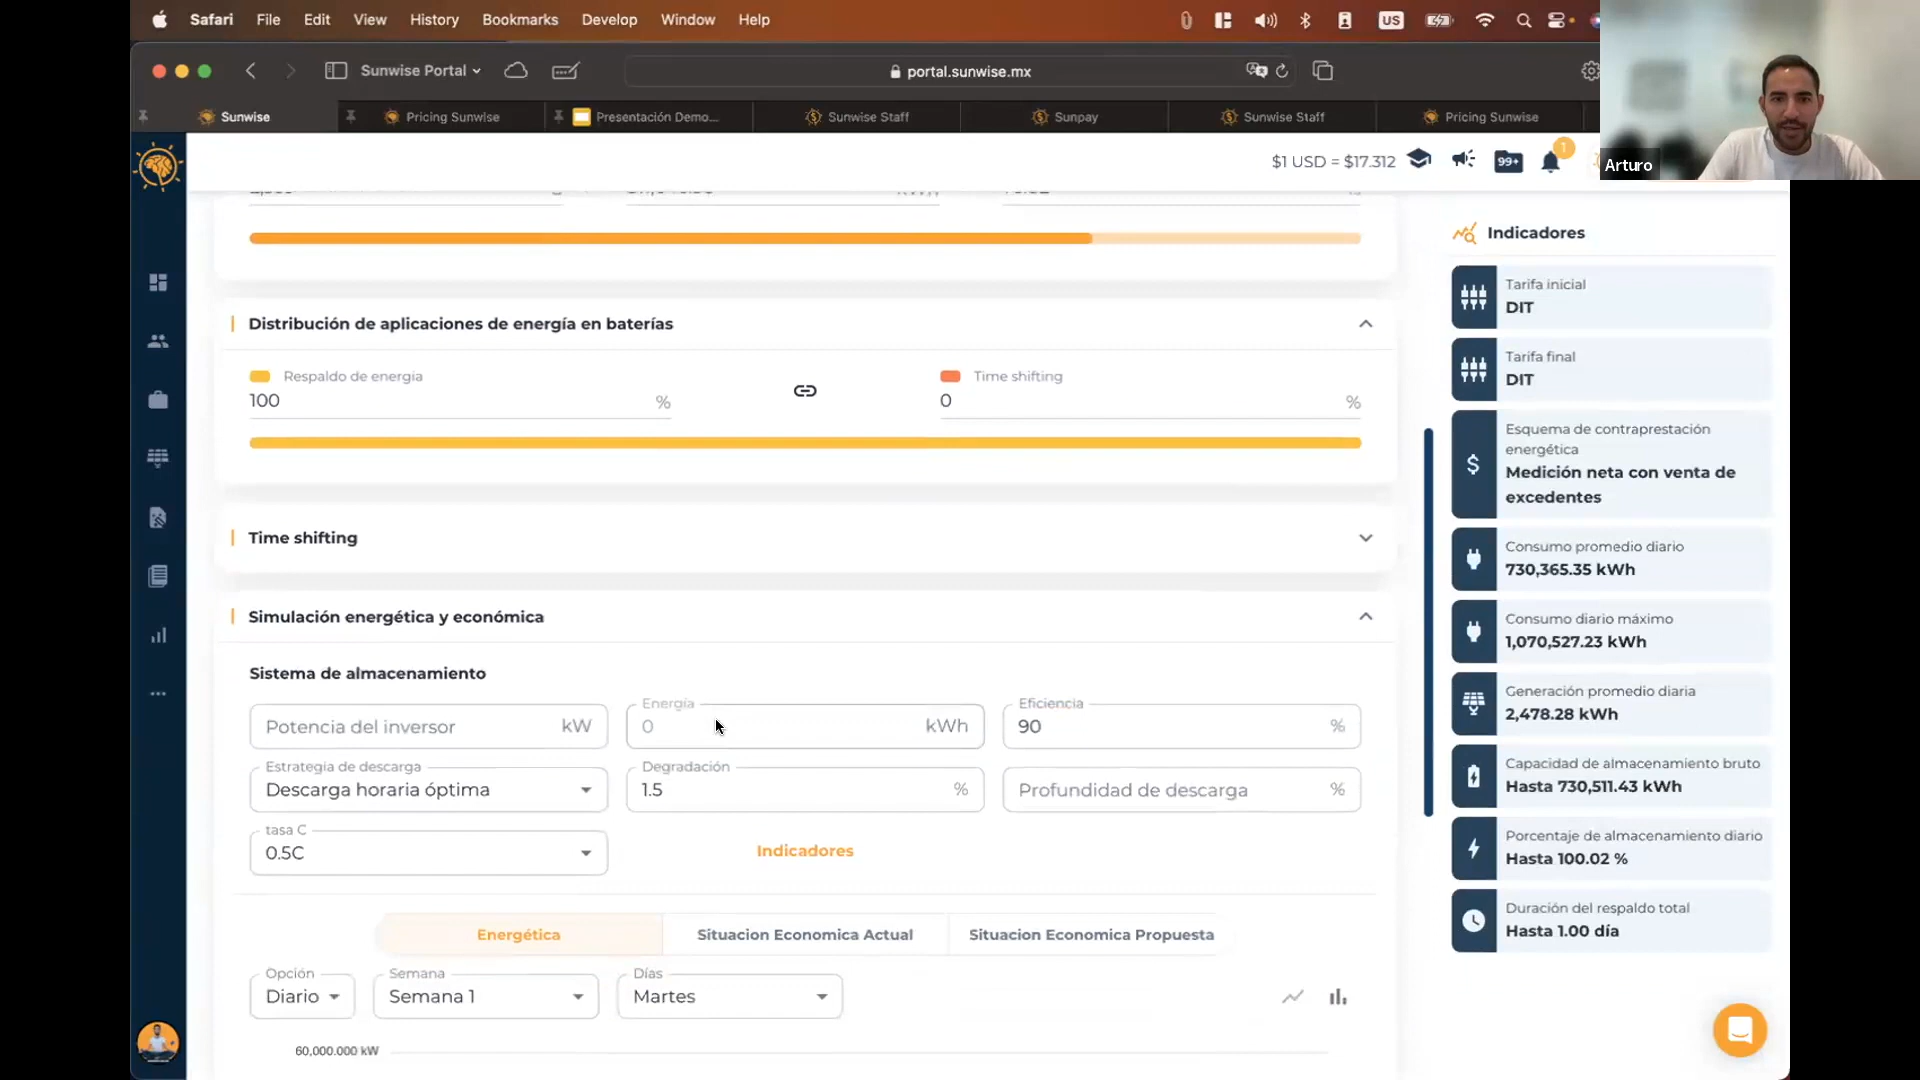 Safari File Edit View History Bookmarks Develop Window Help US
Sunwise Portal portal.sunwise.mx
Sunwise Pricing Sunwise Presentación Demo... Sunwise Staff Sunpay Sunwise Staff Pricing Sunwise
Arturo
$1 USD = $17.312 99+ 1
Distribución de aplicaciones de energía en baterías
Respaldo de energia Time shifting
100 % 0 %
Time shifting
Simulación energética y económica
Sistema de almacenamiento
Energía Eficiencia
Potencia del inversor kW 0 kWh 90 %
Estrategia de descarga Degradación
Descarga horaria óptima 1.5 % Profundidad de descarga %
tasa C
0.5C Indicadores
Energética Situacion Economica Actual Situacion Economica Propuesta
Opción Semana Días
Diario Semana 1 Martes
60,000.000 kW
Indicadores
Tarifa inicial
DIT
Tarifa final
DIT
Esquema de contraprestación
energética
Medición neta con venta de
excedentes
Consumo promedio diario
730,365.35 kWh
Consumo diario máximo
1,070,527.23 kWh
Generación promedio diaria
2,478.28 kWh
Capacidad de almacenamiento bruto
Hasta 730,511.43 kWh
Porcentaje de almacenamiento diario
Hasta 100.02 %
Duración del respaldo total
Hasta 1.00 día